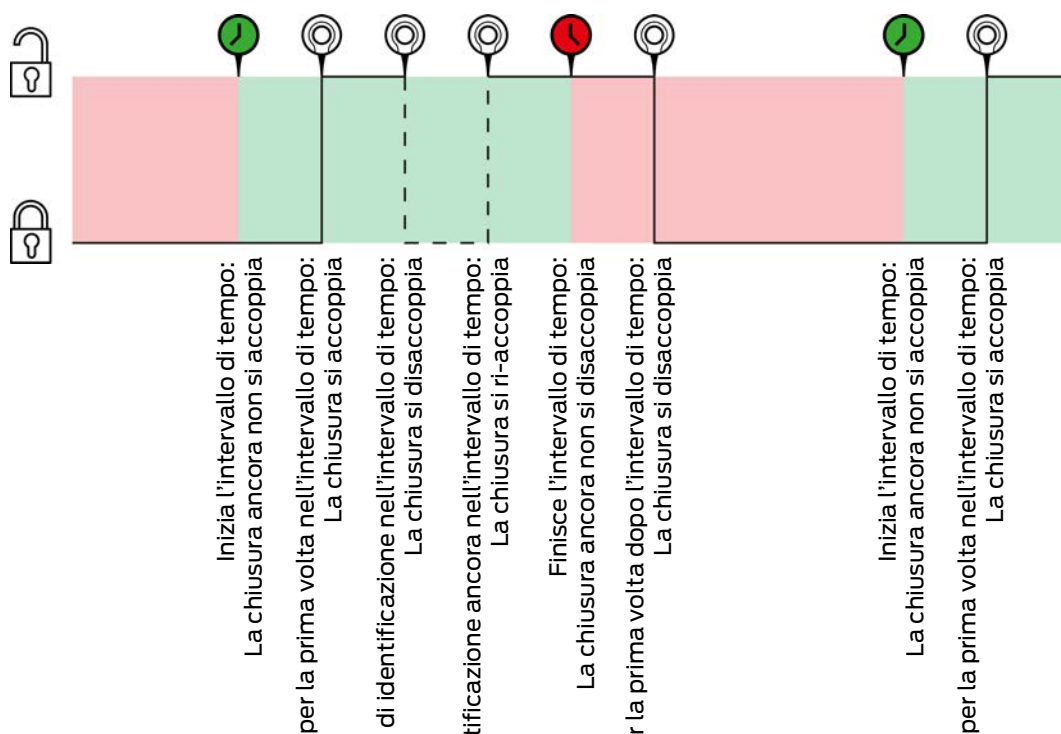 Inizia l'intervallo di tempo:
La chiusura ancora non si accoppia
per la prima volta nell'intervallo di tempo:
La chiusura si accoppia
di identificazione nell'intervallo di tempo:
La chiusura si disaccoppia
tificazione ancora nell'intervallo di tempo:
La chiusura si ri-accoppia
Finisce l'intervallo di tempo:
La chiusura ancora non si disaccoppia
r la prima volta dopo l'intervallo di tempo:
La chiusura si disaccoppia
Inizia l'intervallo di tempo:
La chiusura ancora non si accoppia
per la prima volta nell'intervallo di tempo:
La chiusura si accoppia